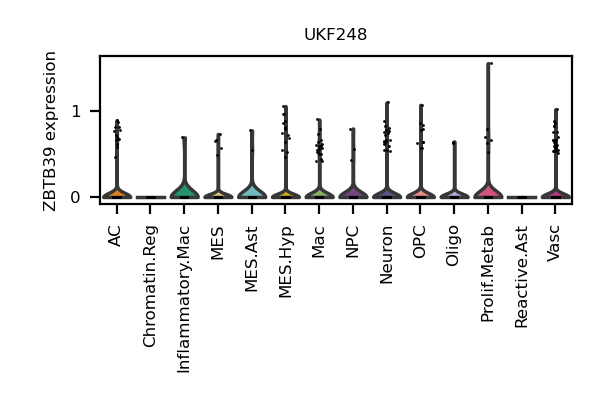 UKF248
ZBTB39 expression
1
0
AC
Chromatin.Reg
Inflammatory.Mac
MES
MES.Ast
MES.Hyp
Mac
NPC
Neuron
OPC
Oligo
Prolif.Metab
Reactive.Ast
Vasc